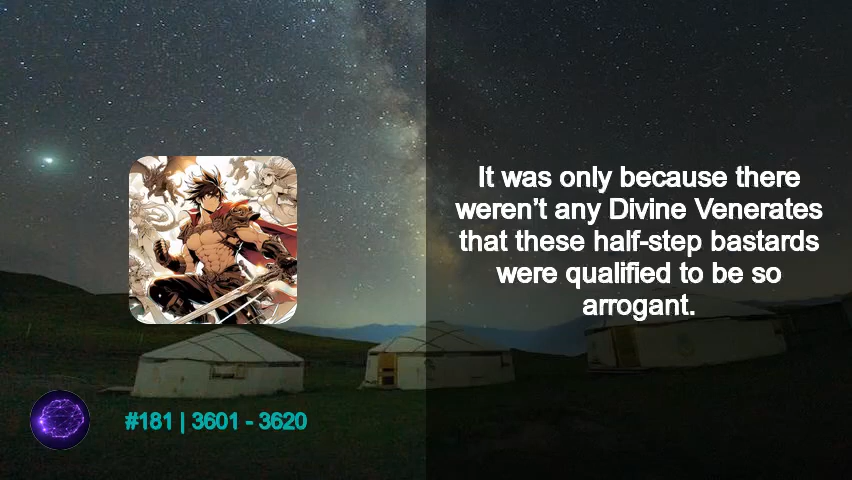 It was only because there
weren’t any Divine Venerates
that these half-step bastards
were qualified to be so
arrogant.
#181 | 3601 - 3620